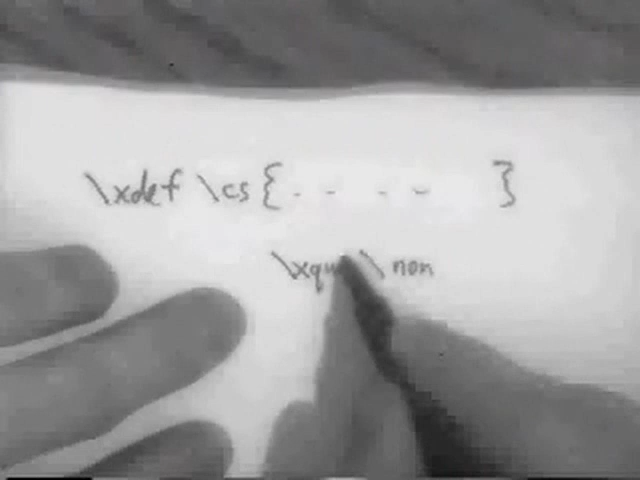 \xdef \cs{. - . - }
\ non